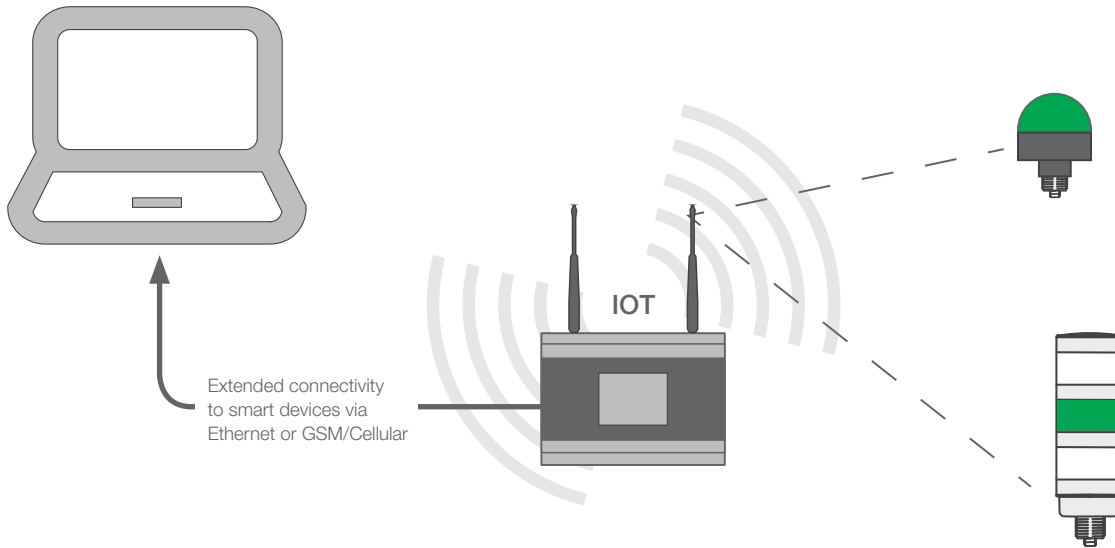 IOT
Extended connectivity
to smart devices via
Ethernet or GSM/Cellular